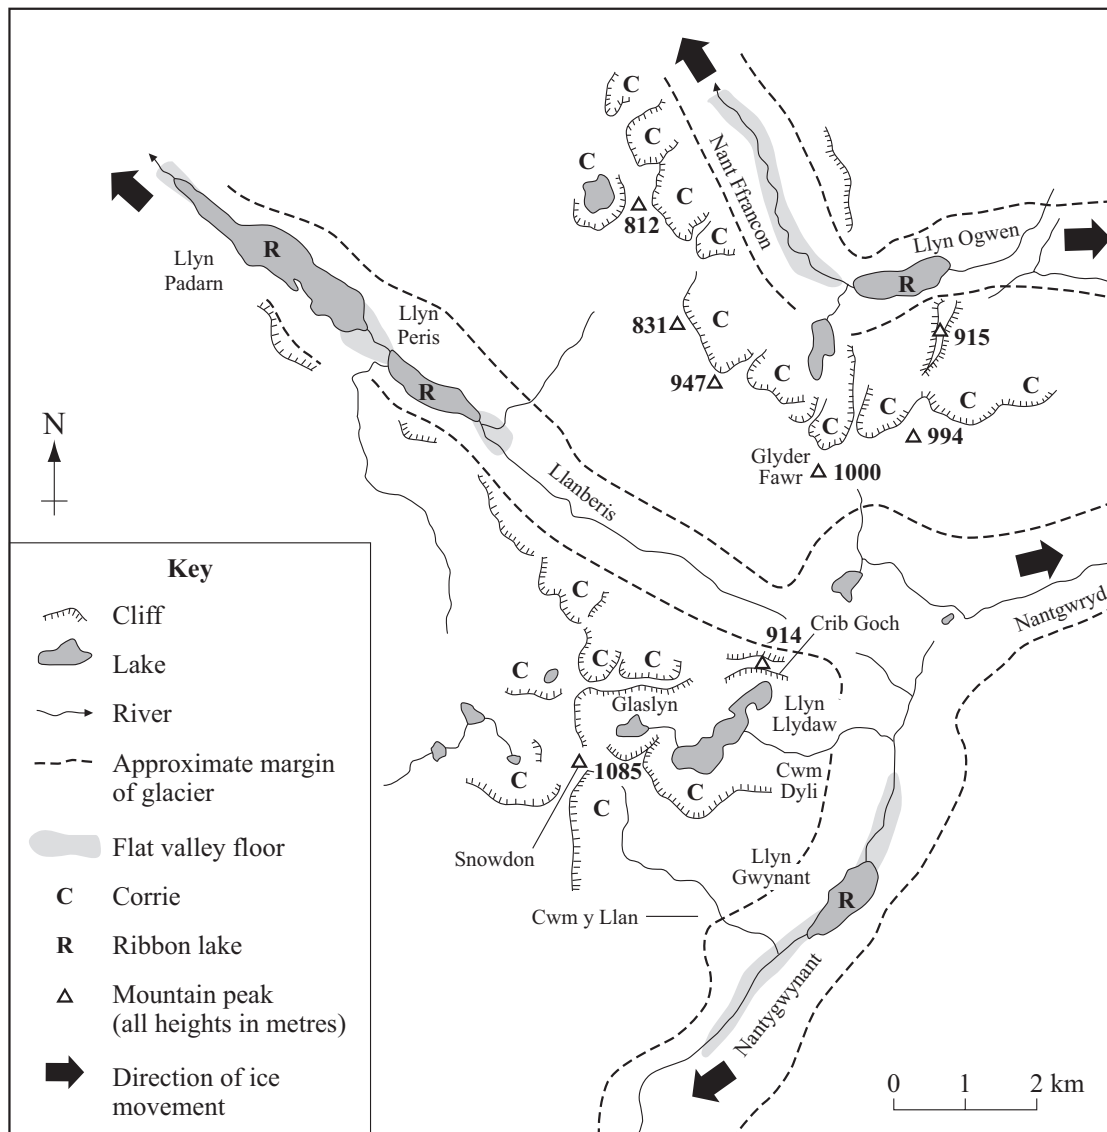 C
C
C
C
C
812
Nant Ffrancon
Llyn Ogwen
R
R
Llyn
Padarn
Llyn
Peris
R
831
C
915
947
C
C
C
C
C
994
N
Glyder
Fawr
1000
Llanberis
Key
Cliff
Lake
River
Approximate margin
of glacier
Flat valley floor
C
Corrie
R
Ribbon lake
Mountain peak
(all heights in metres)
Direction of ice
movement
C
Nantgwryd
914
Crib Goch
C
C
C
Glaslyn
Llyn
Llydaw
1085
C
C
C
Cwm
Dyli
Snowdon
Llyn
Gwynant
R
Cwm y Llan
Nantygwynant
0 1 2 km